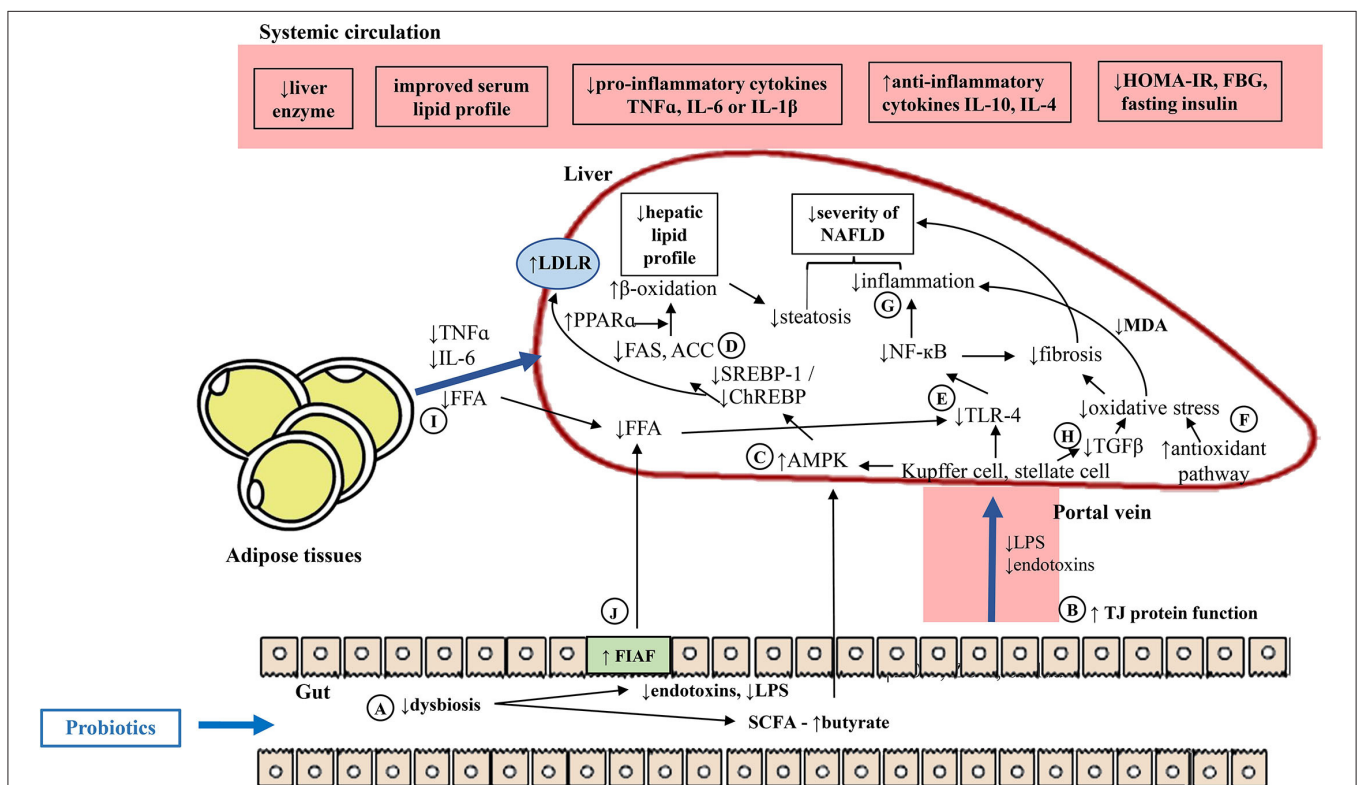 Systemic circulation
↓liver
enzyme
improved serum
lipid profile
↓pro-inflammatory cytokines
TNFα, IL-6 or IL-1β
↑anti-inflammatory
cytokines IL-10, IL-4
↓HOMA-IR, FBG,
fasting insulin
Liver
↓hepatic
lipid
profile
↓severity of
NAFLD
↑LDLR
↑β-oxidation
↓inflammation
G
↑PPARα
↓steatosis
↓MDA
↓TNFα
↓IL-6
↓FAS, ACC
D
↓NF-κB
↓fibrosis
↓SREBP-1 /
↓ChREBP
↓FFA
I
E
↓TLR-4
↓oxidative stress
F
↓FFA
H
↓TGFβ
↑antioxidant
pathway
C
↑AMPK
Kupffer cell, stellate cell
Portal vein
Adipose tissues
↓LPS
↓endotoxins
J
B
↑ TJ protein function
↑ FIAF
Gut
↓endotoxins, ↓LPS
A
↓dysbiosis
SCFA - ↑butyrate
Probiotics